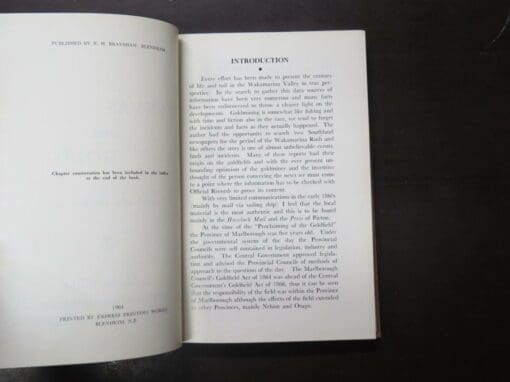 PUBLISHED BY T. H. BRAYSHAW, BLENHEIM
Chapter enumeration has been included in the index
at the end of the book.
1964
PRINTED BY EXPRESS PRINTING WORKS
BLENHEIM, N.Z.
INTRODUCTION
Every effort has been made to present the century
of life and toil in the Wakamarina Valley in true per-
spective. In the search to gather this data sources of
information have been very numerous and many facts
have been rediscovered to throw a clearer light on the
developments. Goldmining is somewhat like fishing and
with time and fiction also in the race, we tend to forget
the incidents and facts as they actually happened. The
author had the opportunity to search two Southland
newspapers for the period of the Wakamarina Rush and
like others the story is one of almost unbelievable events,
finds and incidents. Many of these reports had their
origin on the goldfields and with the ever present un-
bounding optimism of the goldminer and the inventive
thought of the person conveying the news we must come
to a point where the information has to be checked with
Official Records to prove its content.
With very limited communications in the early 1860's
(mainly by mail via sailing ship) I feel that the local
material is the most authentic and this is to be found
mainly in the Havelock Mail and the Press of Picton.
At the time of the "Proclaiming of the Goldfield"
the Province of Marlborough was five years old. Under
the governmental system of the day the Provincial
Councils were self contained in legislation, industry and
authority. The Central Government approved legisla-
tion and advised the Provincial Councils of methods of
approach to the questions of the day. The Marlborough
Council's Goldfield Act of 1864 was ahead of the Central
Government's Goldfield Act of 1866, thus it can be seen
that the responsibility of the field was within the Province
of Marlborough although the effects of the field extended
to other Provinces, mainly Nelson and Otago.